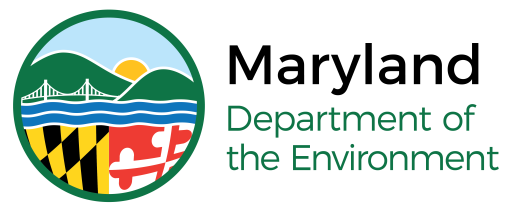 Maryland
Department of
the Environment